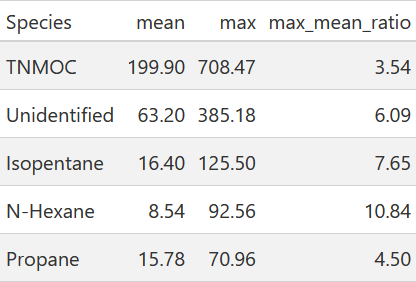 Species mean max max_mean_ratio
TNMOC 199.90 708.47 3.54
Unidentified 63.20 385.18 6.09
Isopentane 16.40 125.50 7.65
N-Hexane 8.54 92.56 10.84
Propane 15.78 70.96 4.50